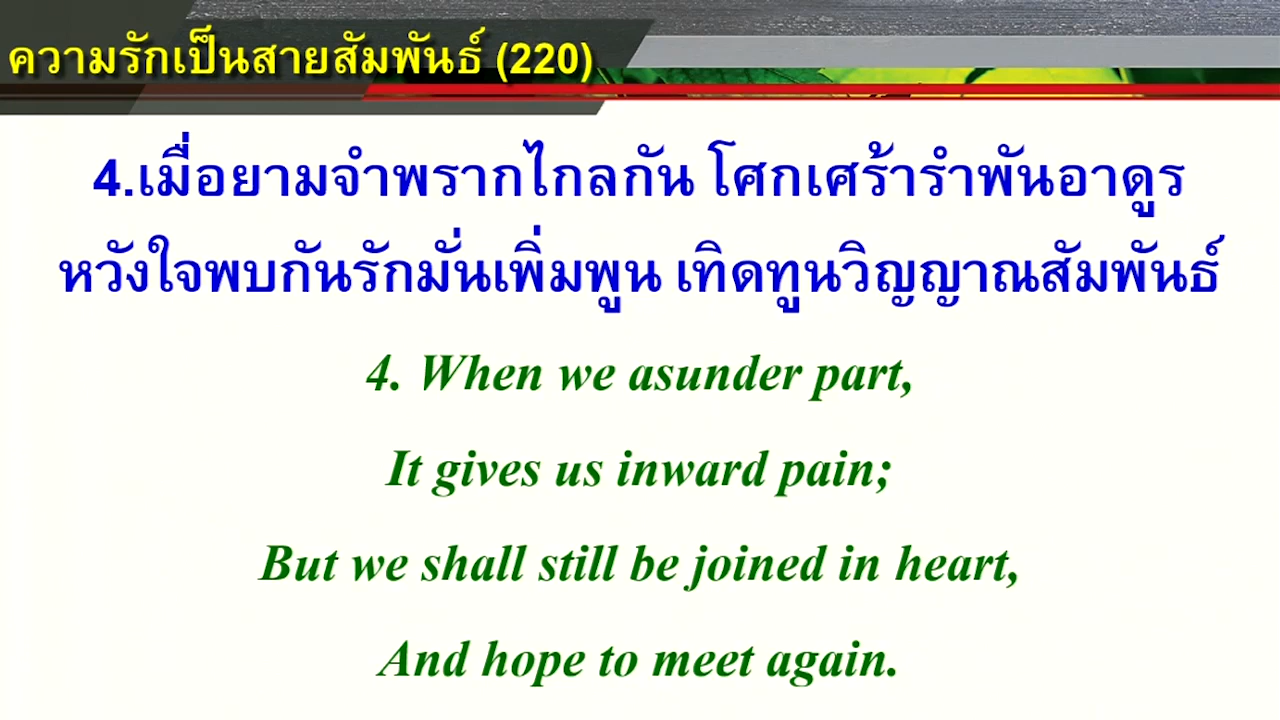 ความรักเป็นสายสัมพันธ์ (220)
4.เมื่อยามจำพรากไกลกัน โศกเศร้ารำพันอาดูร
หวังใจพบกันรักมั่นเพิ่มพูน เทิดทูนวิญญาณสัมพันธ์
4. When we asunder part,
It gives us inward pain;
But we shall still be joined in heart,
And hope to meet again.